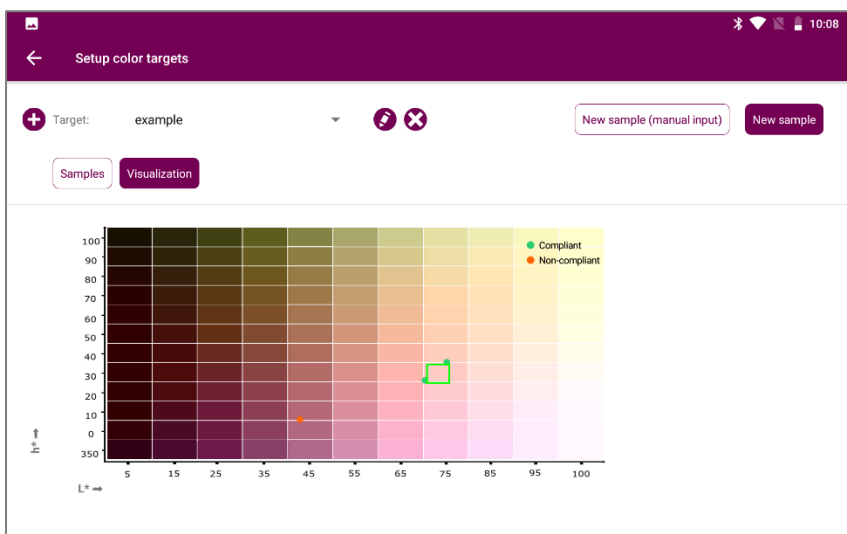 10:08
Setup color targets
Target: example
New sample (manual input)
New sample
Samples
Visualization
Compliant
Non-compliant
100
90
80
70
60
50
40
30
20
10
0
350
h*
5 15 25 35 45 55 65 75 85 95 100
L*